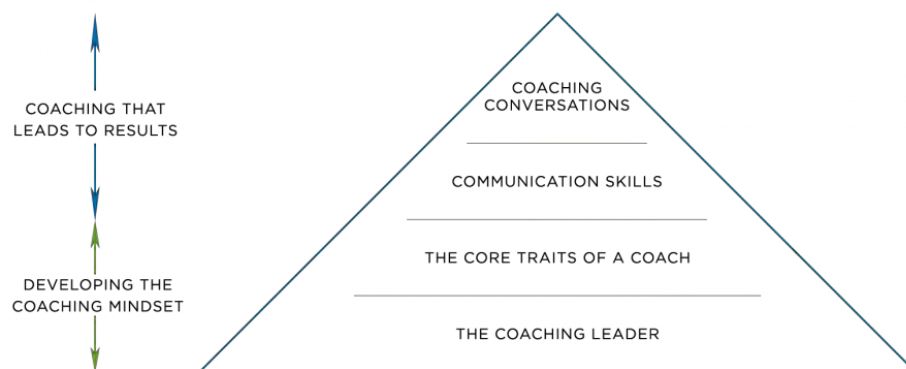 COACHING THAT
LEADS TO RESULTS
DEVELOPING THE
COACHING MINDSET
COACHING
CONVERSATIONS
COMMUNICATION SKILLS
THE CORE TRAITS OF A COACH
THE COACHING LEADER